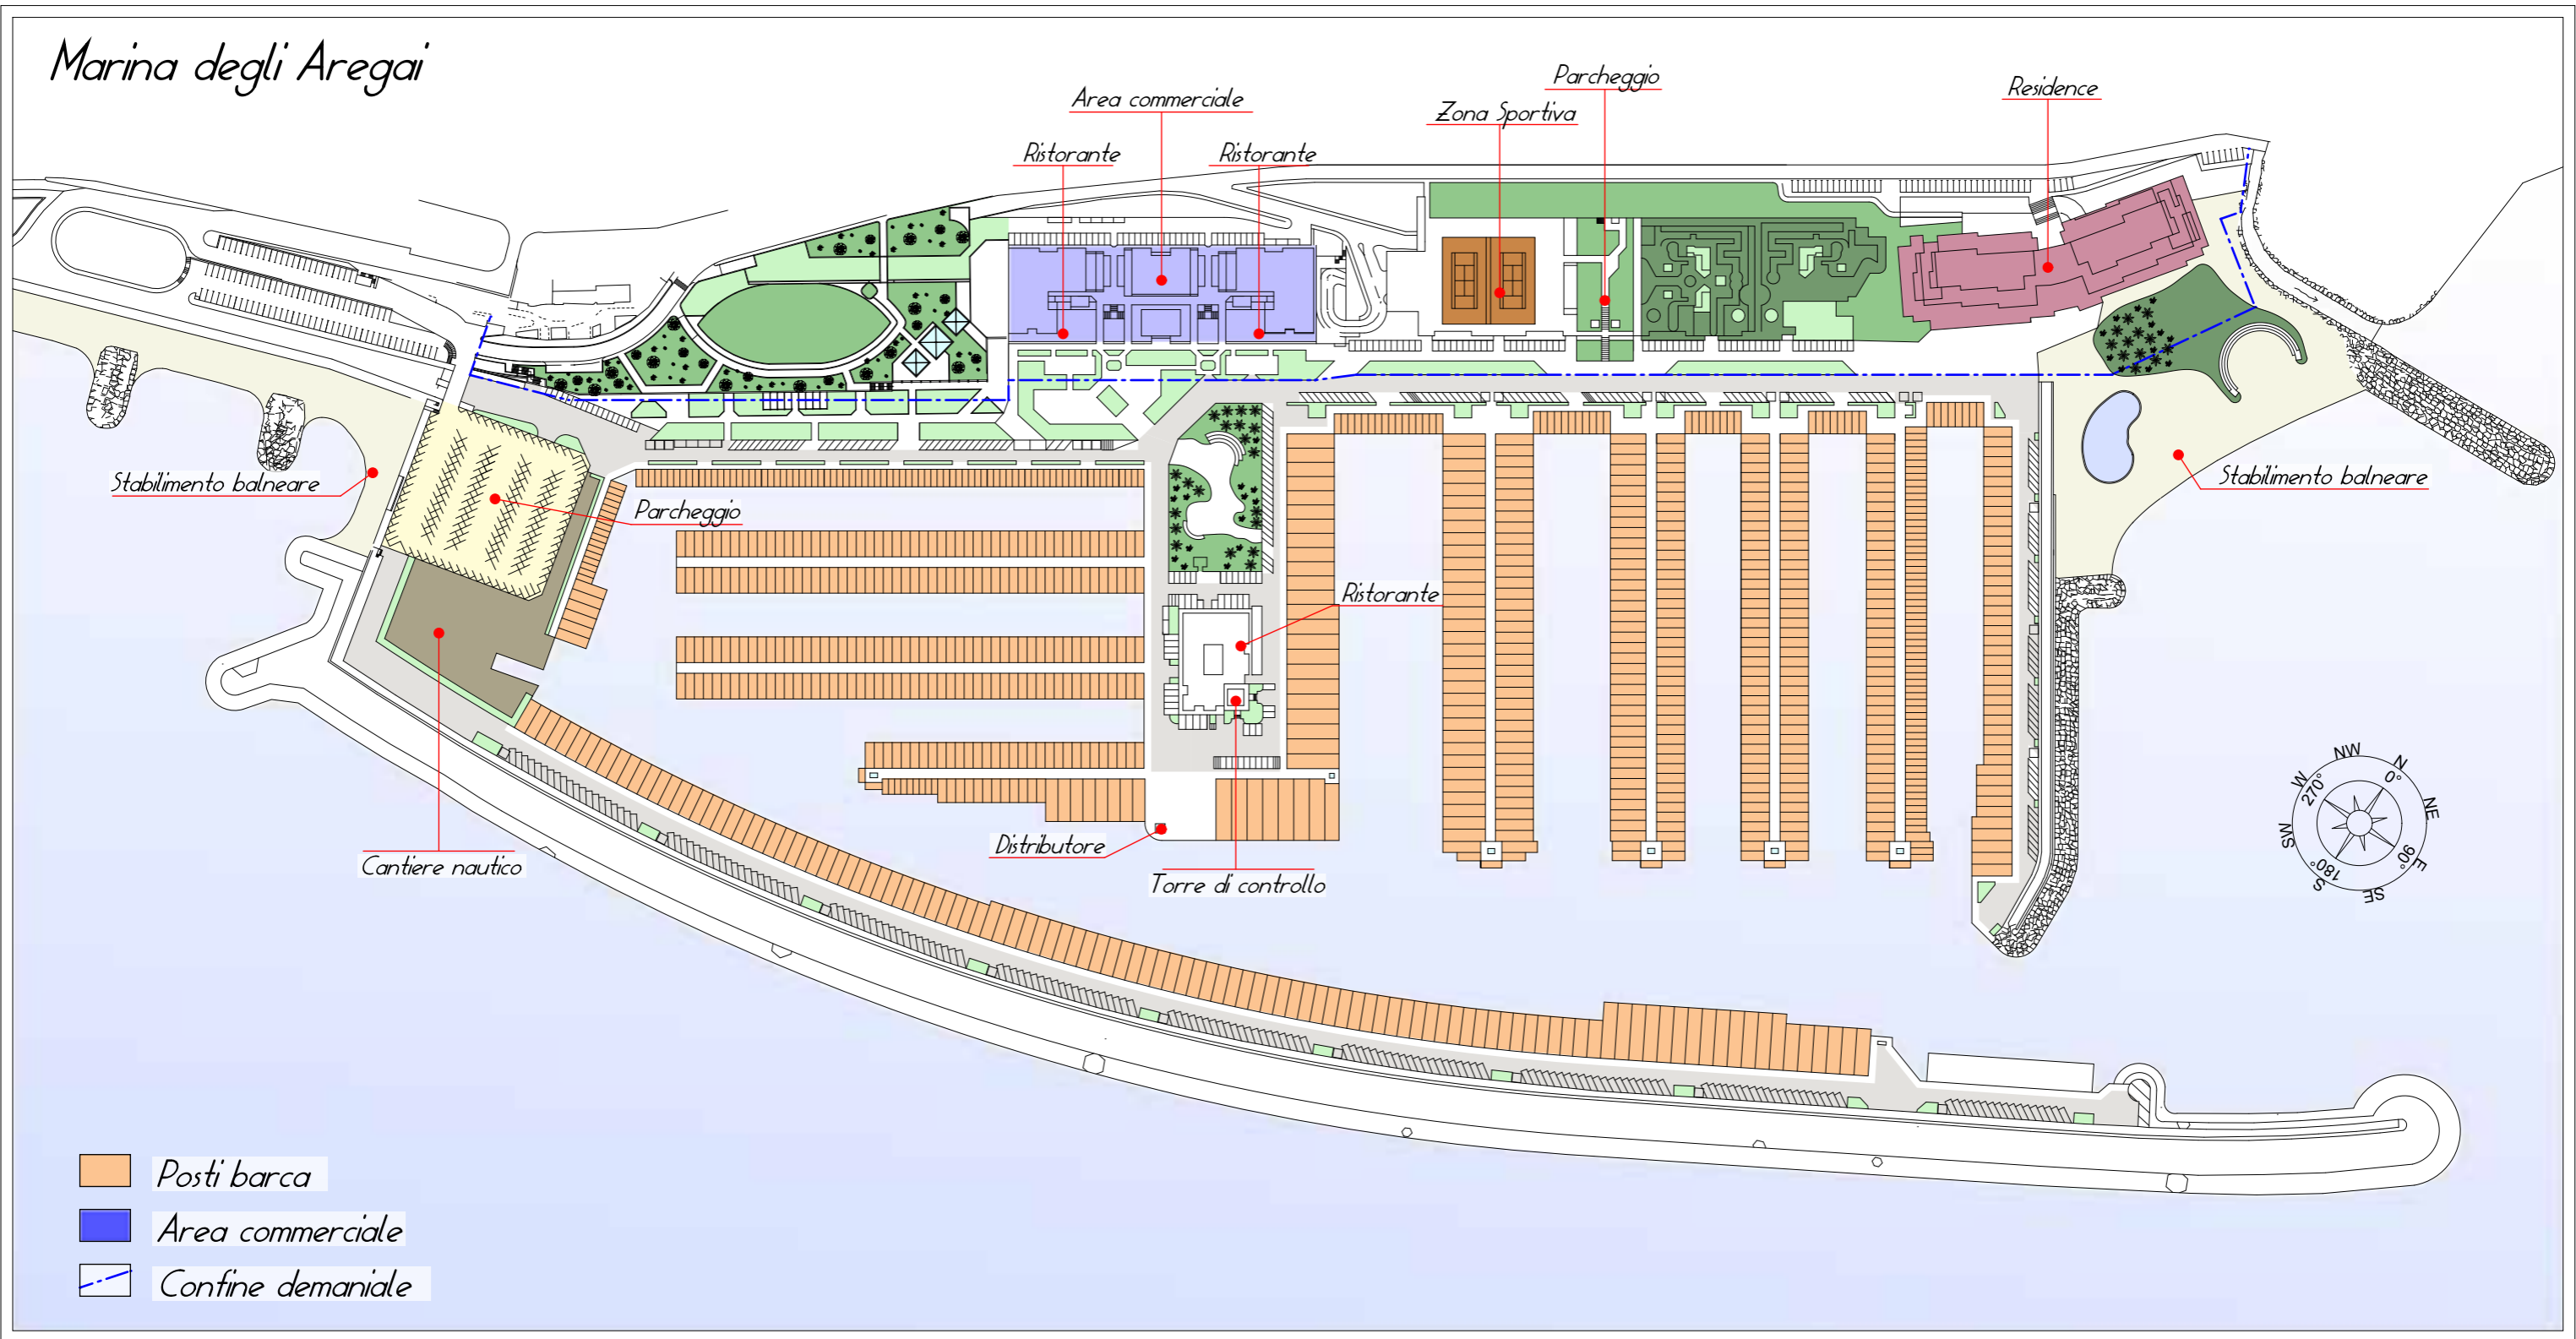 Marina degli Aregai
Parcheggio
Residence
Area commerciale
Zona Sportiva
Ristorante
Ristorante
Stabilimento balneare
Stabilimento balneare
Parcheggio
Ristorante
Distributore
Cantiere nautico
Torre di controllo
NW
N
0°
W
270°
NE
SW
90°
E
180°
S
SE
Posti barca
Area commerciale
Confine demaniale